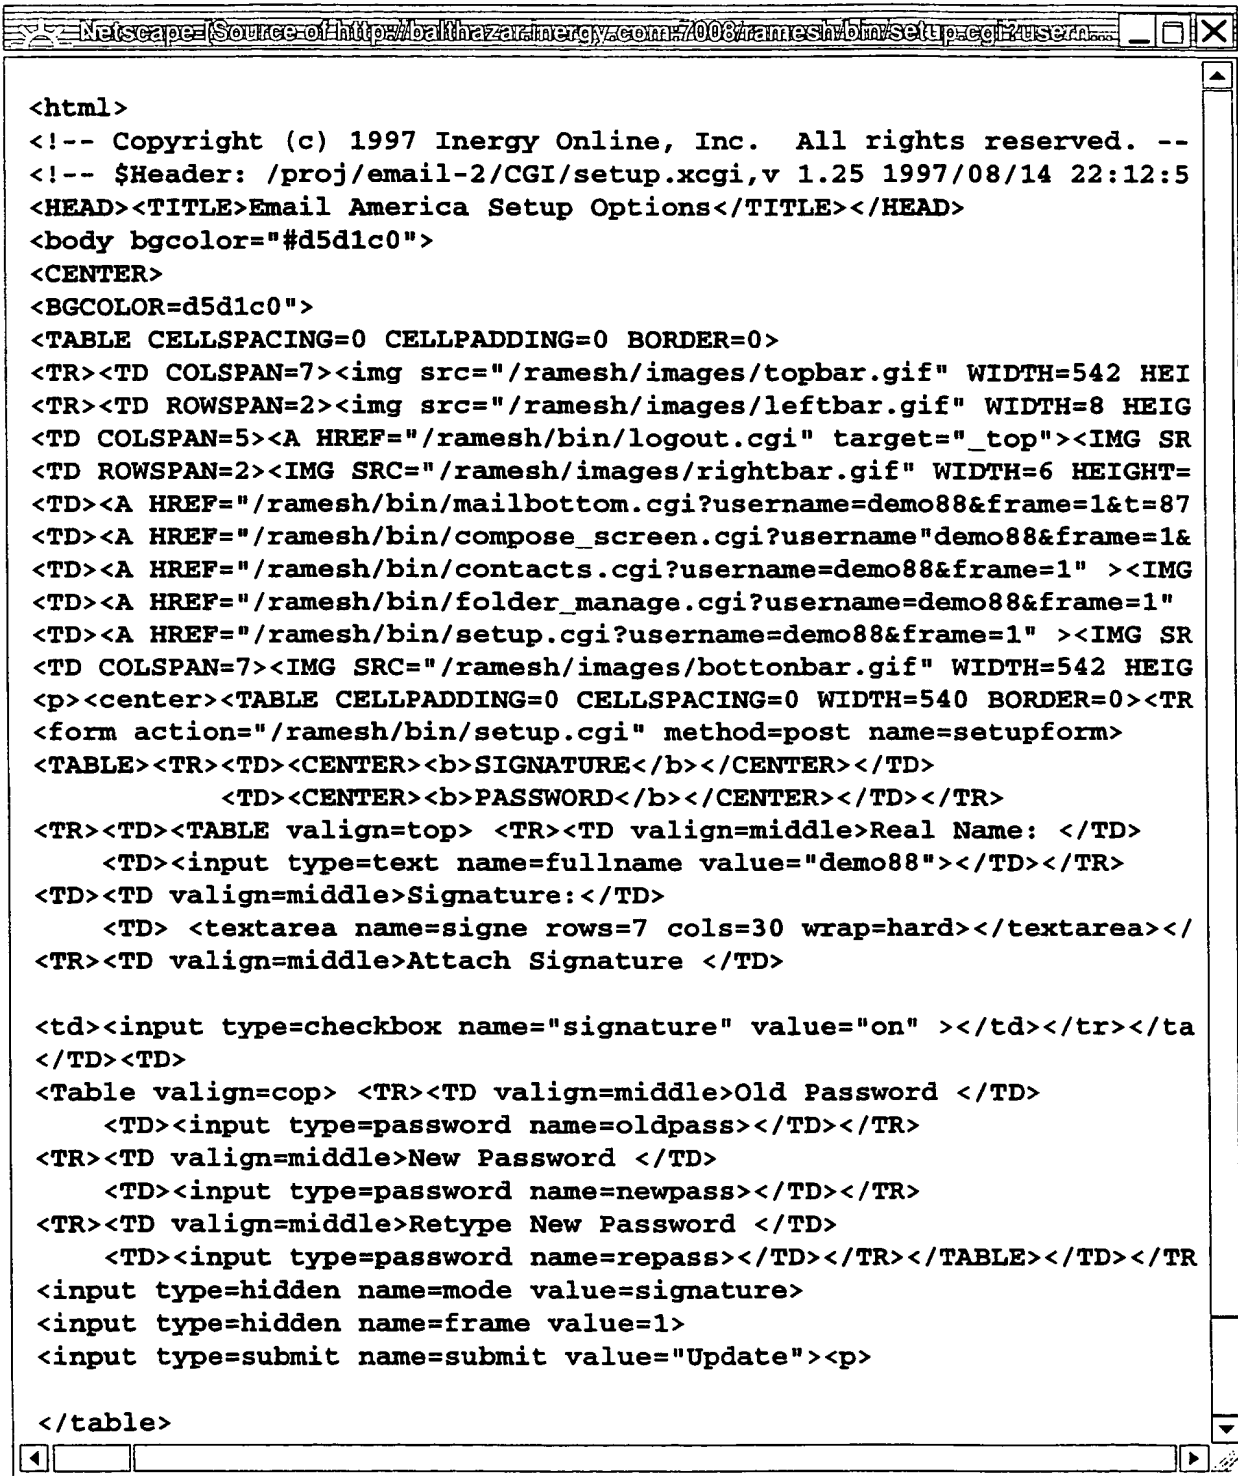 Netscape-[Source of http://balthazar.inergy.com:7008/ramesh/bin/setup.cgi?usern...
<html>
<!-- Copyright (c) 1997 Inergy Online, Inc.  All rights reserved. --
<!-- $Header: /proj/email-2/CGI/setup.xcgi,v 1.25 1997/08/14 22:12:5
<HEAD><TITLE>Email America Setup Options</TITLE></HEAD>
<body bgcolor="#d5d1c0">
<CENTER>
<BGCOLOR=d5d1c0">
<TABLE CELLSPACING=0 CELLPADDING=0 BORDER=0>
<TR><TD COLSPAN=7><img src="/ramesh/images/topbar.gif" WIDTH=542 HEI
<TR><TD ROWSPAN=2><img src="/ramesh/images/leftbar.gif" WIDTH=8 HEIG
<TD COLSPAN=5><A HREF="/ramesh/bin/logout.cgi" target="_top"><IMG SR
<TD ROWSPAN=2><IMG SRC="/ramesh/images/rightbar.gif" WIDTH=6 HEIGHT=
<TD><A HREF="/ramesh/bin/mailbottom.cgi?username=demo88&frame=1&t=87
<TD><A HREF="/ramesh/bin/compose_screen.cgi?username"demo88&frame=1&
<TD><A HREF="/ramesh/bin/contacts.cgi?username=demo88&frame=1" ><IMG
<TD><A HREF="/ramesh/bin/folder_manage.cgi?username=demo88&frame=1"
<TD><A HREF="/ramesh/bin/setup.cgi?username=demo88&frame=1" ><IMG SR
<TD COLSPAN=7><IMG SRC="/ramesh/images/bottonbar.gif" WIDTH=542 HEIG
<p><center><TABLE CELLPADDING=0 CELLSPACING=0 WIDTH=540 BORDER=0><TR
<form action="/ramesh/bin/setup.cgi" method=post name=setupform>
<TABLE><TR><TD><CENTER><b>SIGNATURE</b></CENTER></TD>
<TD><CENTER><b>PASSWORD</b></CENTER></TD></TR>
<TR><TD><TABLE valign=top> <TR><TD valign=middle>Real Name: </TD>
<TD><input type=text name=fullname value="demo88"></TD></TR>
<TD><TD valign=middle>Signature:</TD>
<TD> <textarea name=signe rows=7 cols=30 wrap=hard></textarea></
<TR><TD valign=middle>Attach Signature </TD>
<td><input type=checkbox name="signature" value="on" ></td></tr></ta
</TD><TD>
<Table valign=cop> <TR><TD valign=middle>Old Password </TD>
<TD><input type=password name=oldpass></TD></TR>
<TR><TD valign=middle>New Password </TD>
<TD><input type=password name=newpass></TD></TR>
<TR><TD valign=middle>Retype New Password </TD>
<TD><input type=password name=repass></TD></TR></TABLE></TD></TR
<input type=hidden name=mode value=signature>
<input type=hidden name=frame value=1>
<input type=submit name=submit value="Update"><p>
</table>